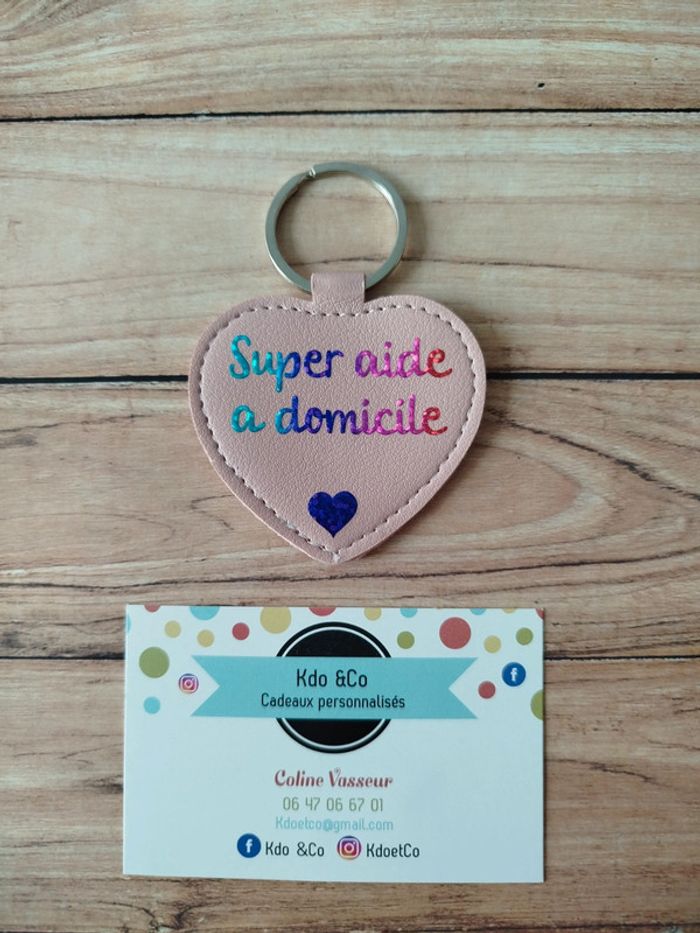 Super aide
a domicile
Kdo &Co
Cadeaux personnalisés
Coline Vasseur
06 47 06 67 01
Kdoetco@gmail.com
Kdo &Co KdoetCo